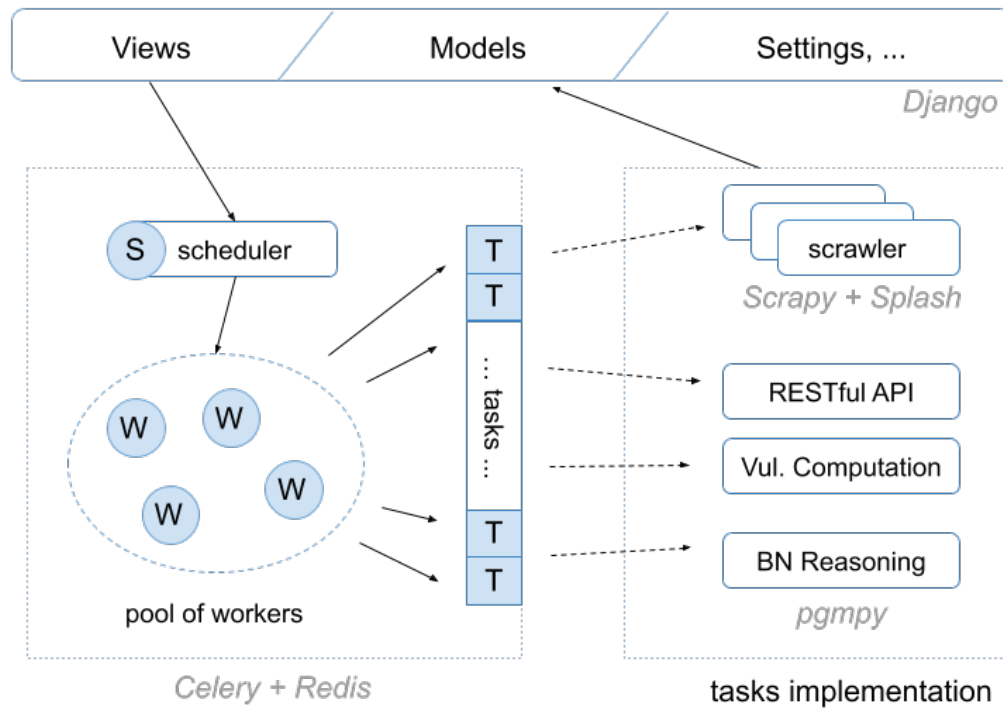 Views
Models
Settings, ...
Django
S
scheduler
T
T
... tasks ...
T
T
W
W
W
W
pool of workers
Celery + Redis
scrawler
Scrapy + Splash
RESTful API
Vul. Computation
BN Reasoning
pgmpy
tasks implementation